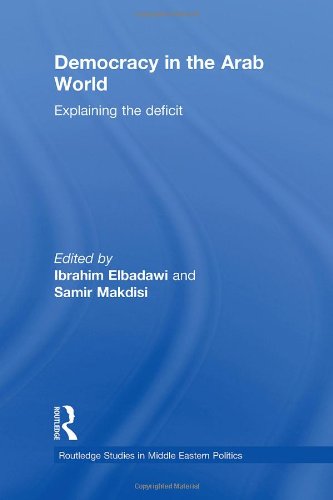 Democracy in the Arab
World
Explaining the deficit
Edited by
Ibrahim Elbadawi and
Samir Makdisi
ROUTLEDGE
Routledge Studies in Middle Eastern Politics